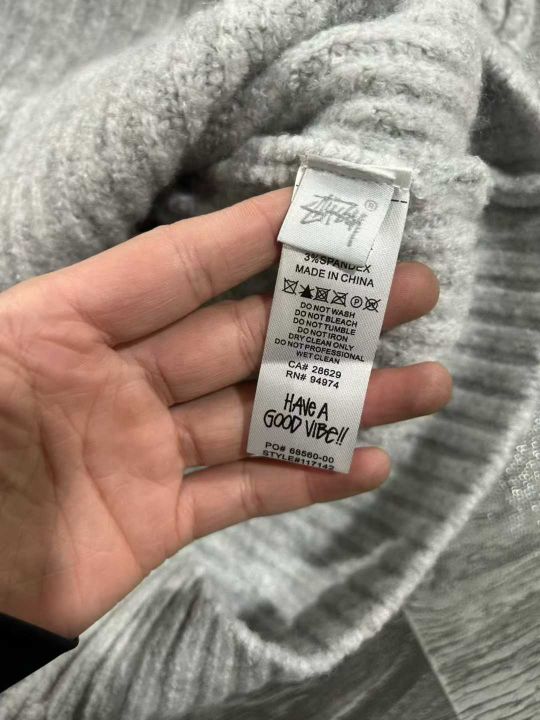 STÜSSY ®
3%SPANDEX
MADE IN CHINA
DO NOT WASH
DO NOT BLEACH
DO NOT TUMBLE
DO NOT IRON
DRY CLEAN ONLY
DO NOT PROFESSIONAL
WET CLEAN
CA# 28629
RN# 94974
HAVE A
GOOD VIBE!!
PO# 68560-00
STYLE#117142